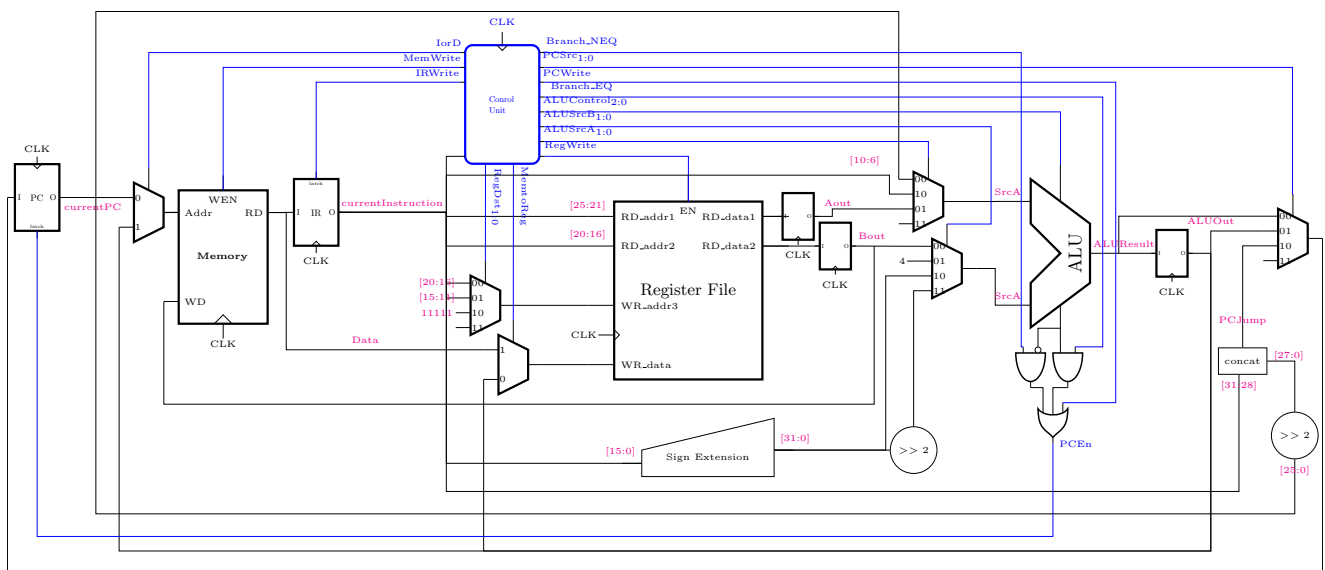 CLK
IorD
Branch_NEQ
MemWrite
PCSrc1:0
IRWrite
PCWrite
Branch_EQ
Conrol
Unit
ALUControl2:0
ALUSrcB1:0
ALUSrcA1:0
RegWrite
RegDst1:0
MemtoReg
CLK
I PC O
latch
currentPC
0
1
WEN
Addr
RD
Memory
WD
CLK
latch
I IR O
CLK
currentInstruction
[25:21]
[20:16]
[20:16]
[15:11]
11111
00
01
10
11
Data
1
0
EN
RD_addr1
RD_data1
RD_addr2
RD_data2
Register File
WR_addr3
CLK
WR_data
I O
CLK
Aout
I O
CLK
Bout
[10:6]
00
10
01
11
4
00
01
10
11
SrcA
SrcA
ALU
ALUResult
I O
CLK
ALUOut
00
01
10
11
PCJump
concat
[27:0]
[31:28]
>> 2
[25:0]
[15:0]
Sign Extension
[31:0]
>> 2
PCEn